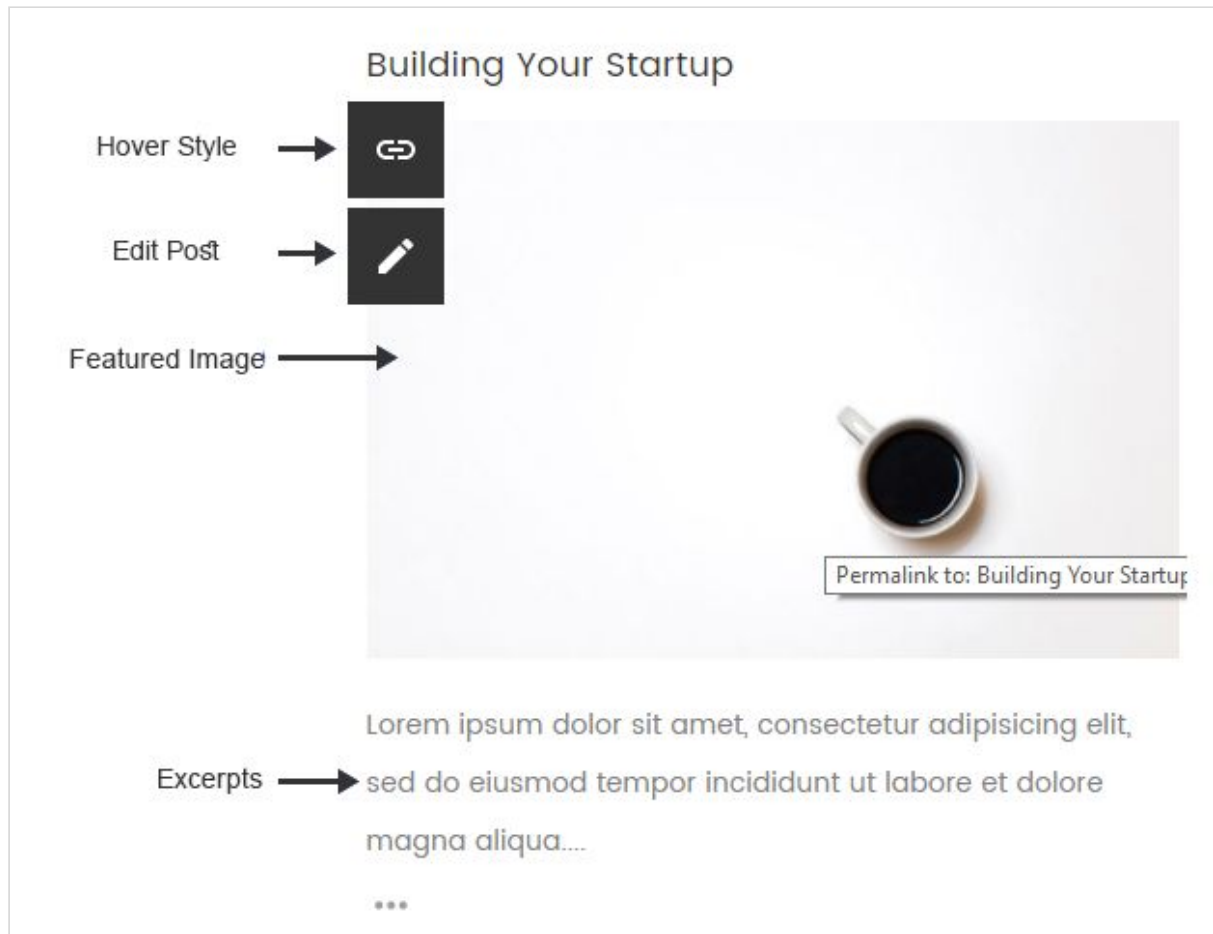 Building Your Startup
Hover Style
Edit Post
Featured Image
Permalink to: Building Your Startup
Lorem ipsum dolor sit amet, consectetur adipisicing elit,
Excerpts
sed do eiusmod tempor incididunt ut labore et dolore
magna aliqua....